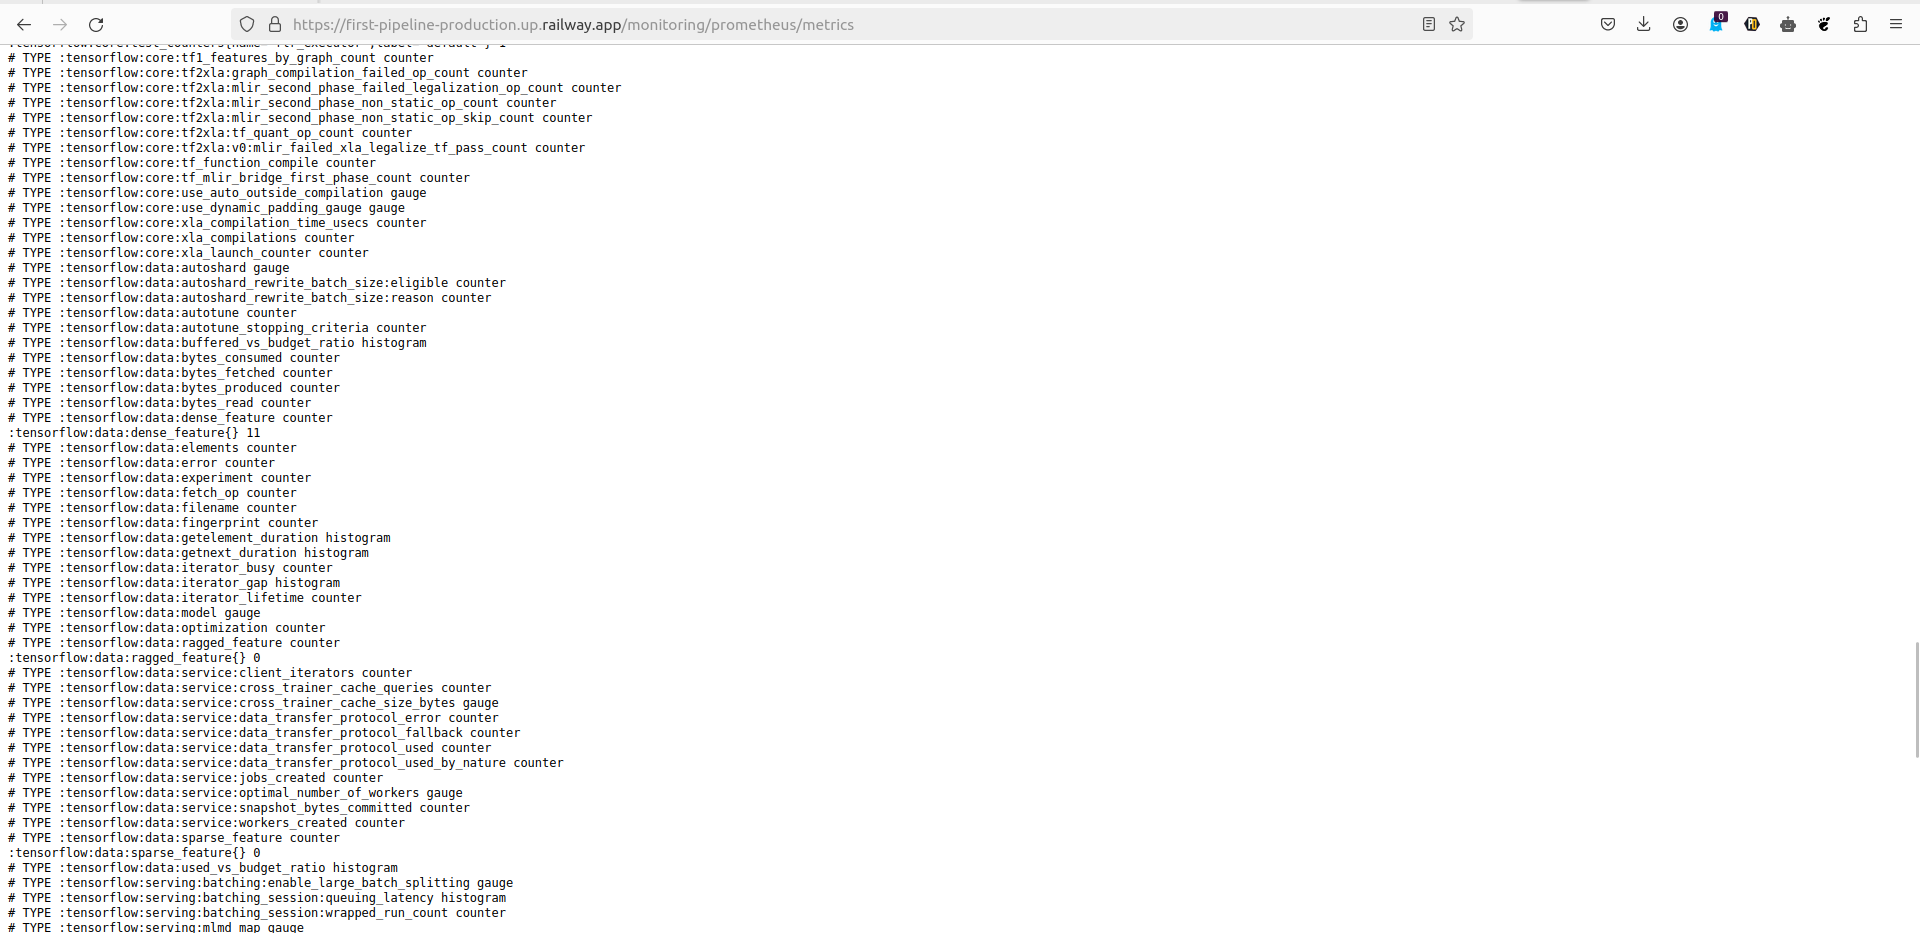 https://first-pipeline-production.up.railway.app/monitoring/prometheus/metrics
0
# TYPE :tensorflow:core:tf1_features_by_graph_count counter
# TYPE :tensorflow:core:tf2xla:graph_compilation_failed_op_count counter
# TYPE :tensorflow:core:tf2xla:mlir_second_phase_failed_legalization_op_count counter
# TYPE :tensorflow:core:tf2xla:mlir_second_phase_non_static_op_count counter
# TYPE :tensorflow:core:tf2xla:mlir_second_phase_non_static_op_skip_count counter
# TYPE :tensorflow:core:tf2xla:tf_quant_op_count counter
# TYPE :tensorflow:core:tf2xla:v0:mlir_failed_xla_legalize_tf_pass_count counter
# TYPE :tensorflow:core:tf_function_compile counter
# TYPE :tensorflow:core:tf_mlir_bridge_first_phase_count counter
# TYPE :tensorflow:core:use_auto_outside_compilation gauge
# TYPE :tensorflow:core:use_dynamic_padding_gauge gauge
# TYPE :tensorflow:core:xla_compilation_time_usecs counter
# TYPE :tensorflow:core:xla_compilations counter
# TYPE :tensorflow:core:xla_launch_counter counter
# TYPE :tensorflow:data:autoshard gauge
# TYPE :tensorflow:data:autoshard_rewrite_batch_size:eligible counter
# TYPE :tensorflow:data:autoshard_rewrite_batch_size:reason counter
# TYPE :tensorflow:data:autotune counter
# TYPE :tensorflow:data:autotune_stopping_criteria counter
# TYPE :tensorflow:data:buffered_vs_budget_ratio histogram
# TYPE :tensorflow:data:bytes_consumed counter
# TYPE :tensorflow:data:bytes_fetched counter
# TYPE :tensorflow:data:bytes_produced counter
# TYPE :tensorflow:data:bytes_read counter
# TYPE :tensorflow:data:dense_feature counter
:tensorflow:data:dense_feature{} 11
# TYPE :tensorflow:data:elements counter
# TYPE :tensorflow:data:error counter
# TYPE :tensorflow:data:experiment counter
# TYPE :tensorflow:data:fetch_op counter
# TYPE :tensorflow:data:filename counter
# TYPE :tensorflow:data:fingerprint counter
# TYPE :tensorflow:data:getelement_duration histogram
# TYPE :tensorflow:data:getnext_duration histogram
# TYPE :tensorflow:data:iterator_busy counter
# TYPE :tensorflow:data:iterator_gap histogram
# TYPE :tensorflow:data:iterator_lifetime counter
# TYPE :tensorflow:data:model gauge
# TYPE :tensorflow:data:optimization counter
# TYPE :tensorflow:data:ragged_feature counter
:tensorflow:data:ragged_feature{} 0
# TYPE :tensorflow:data:service:client_iterators counter
# TYPE :tensorflow:data:service:cross_trainer_cache_queries counter
# TYPE :tensorflow:data:service:cross_trainer_cache_size_bytes gauge
# TYPE :tensorflow:data:service:data_transfer_protocol_error counter
# TYPE :tensorflow:data:service:data_transfer_protocol_fallback counter
# TYPE :tensorflow:data:service:data_transfer_protocol_used counter
# TYPE :tensorflow:data:service:data_transfer_protocol_used_by_nature counter
# TYPE :tensorflow:data:service:jobs_created counter
# TYPE :tensorflow:data:service:optimal_number_of_workers gauge
# TYPE :tensorflow:data:service:snapshot_bytes_committed counter
# TYPE :tensorflow:data:service:workers_created counter
# TYPE :tensorflow:data:sparse_feature counter
:tensorflow:data:sparse_feature{} 0
# TYPE :tensorflow:data:used_vs_budget_ratio histogram
# TYPE :tensorflow:serving:batching:enable_large_batch_splitting gauge
# TYPE :tensorflow:serving:batching_session:queuing_latency histogram
# TYPE :tensorflow:serving:batching_session:wrapped_run_count counter
# TYPE :tensorflow:serving:mlmd_map gauge